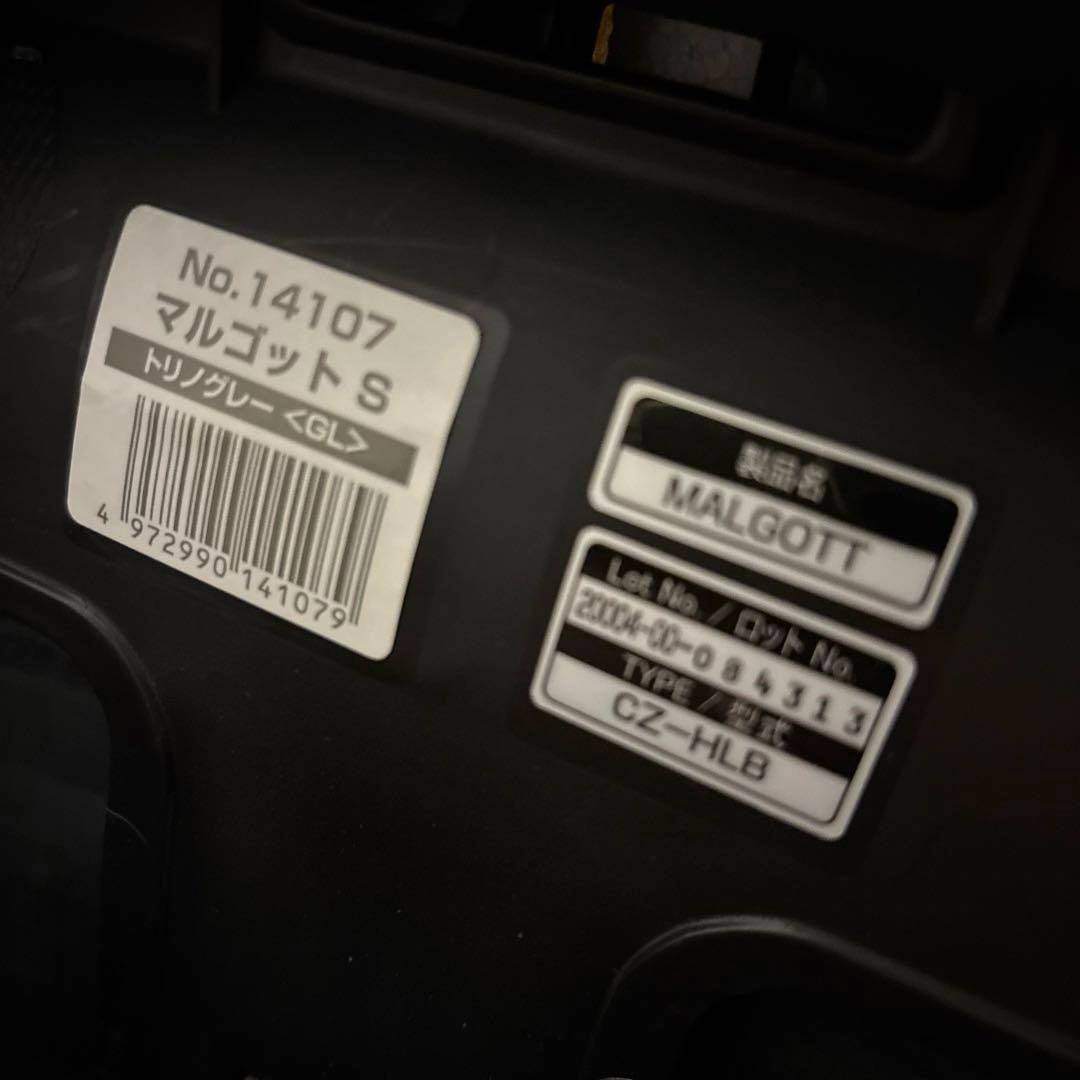 No.14107
マルゴット S
トリノグレー <GL>
4 972990 141079
製品名
MALGOTT
Lot No. / ロット No.
20004-00-084313
TYPE / 型式
CZ-HLB